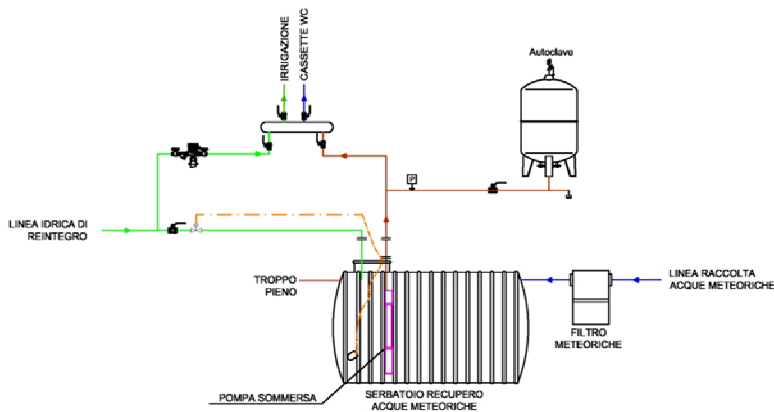 IRRIGAZIONE
CASSETTE WC
Autoclave
P
LINEA IDRICA DI
REINTEGRO
TROPPO
PIENO
LINEA RACCOLTA
ACQUE METEORICHE
FILTRO
METEORICHE
POMPA SOMMERSA
SERBATOIO RECUPERO
ACQUE METEORICHE